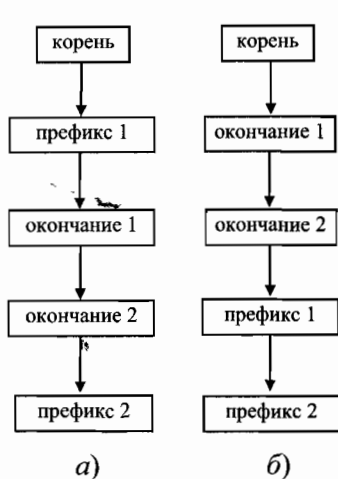 корень
префикс 1
окончание 1
окончание 2
префикс 2
а)
корень
окончание 1
окончание 2
префикс 1
префикс 2
б)